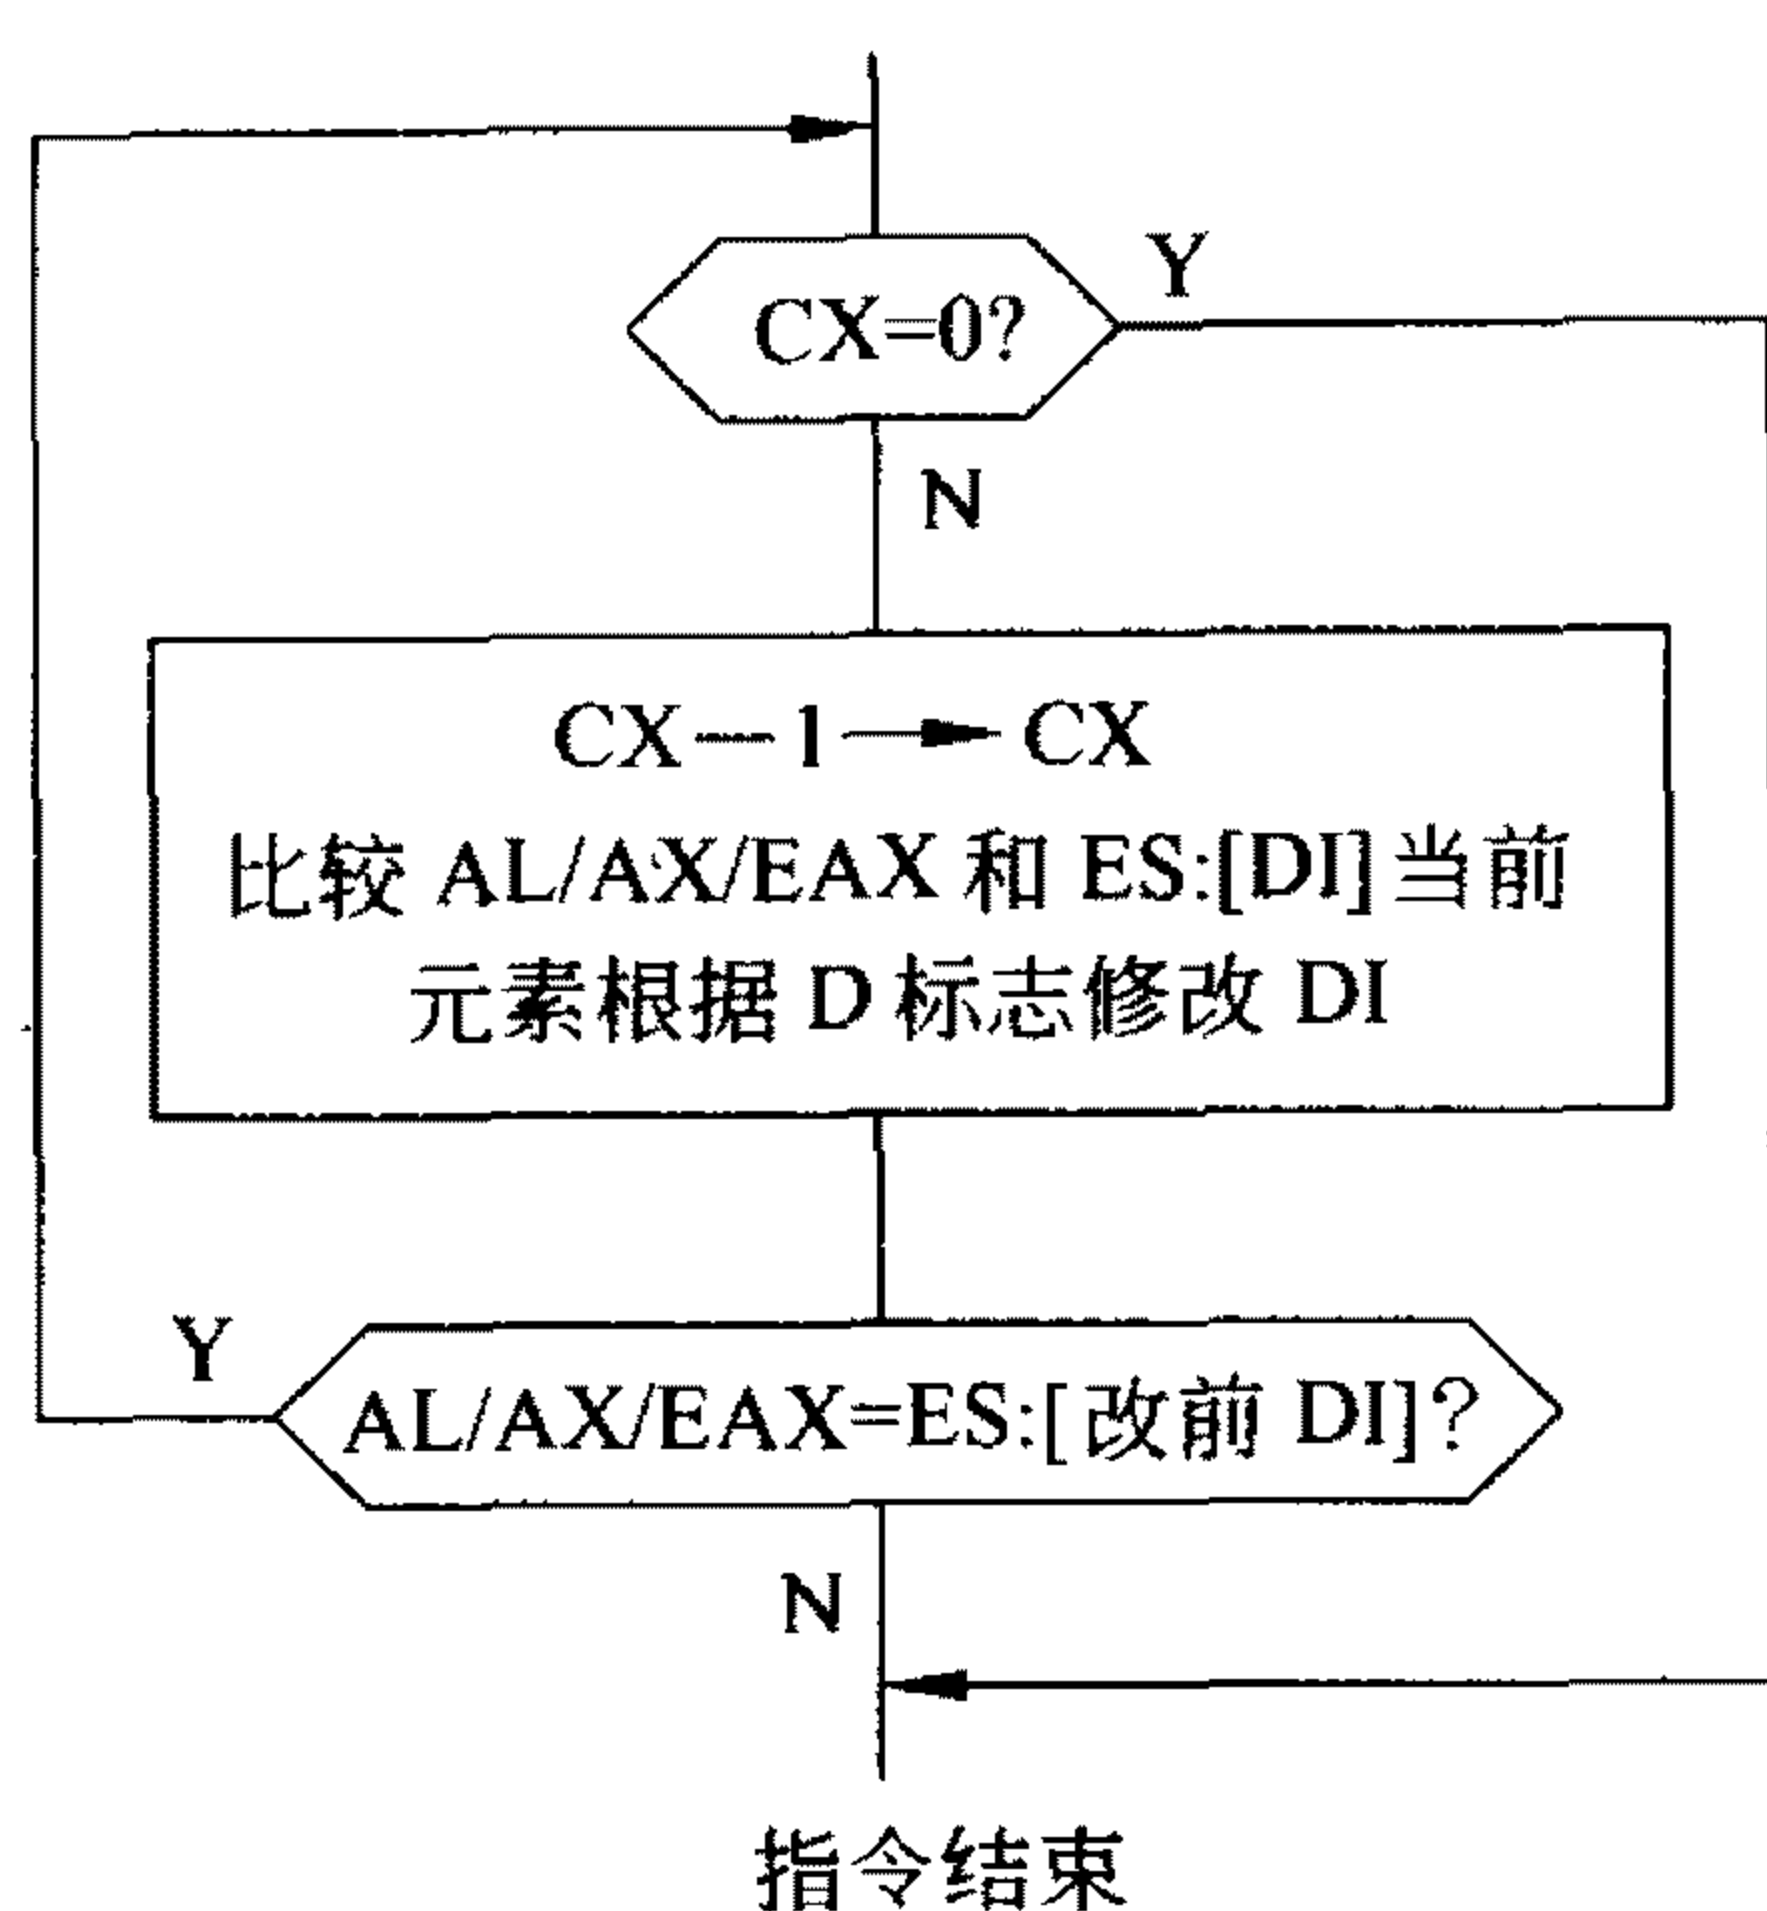 CX=0?
Y
N
CX－1→CX
比较 AL/AX/EAX 和 ES:[DI]当前
元素根据 D 标志修改 DI
Y
AL/AX/EAX=ES:[改前 DI]?
N
指令结束